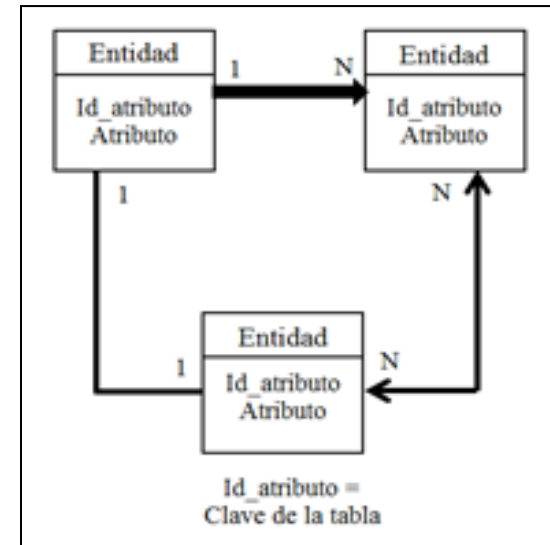 Entidad
Id_atributo
Atributo
1
N
Entidad
Id_atributo
Atributo
1
N
Entidad
Id_atributo
Atributo
1
N
Id_atributo =
Clave de la tabla